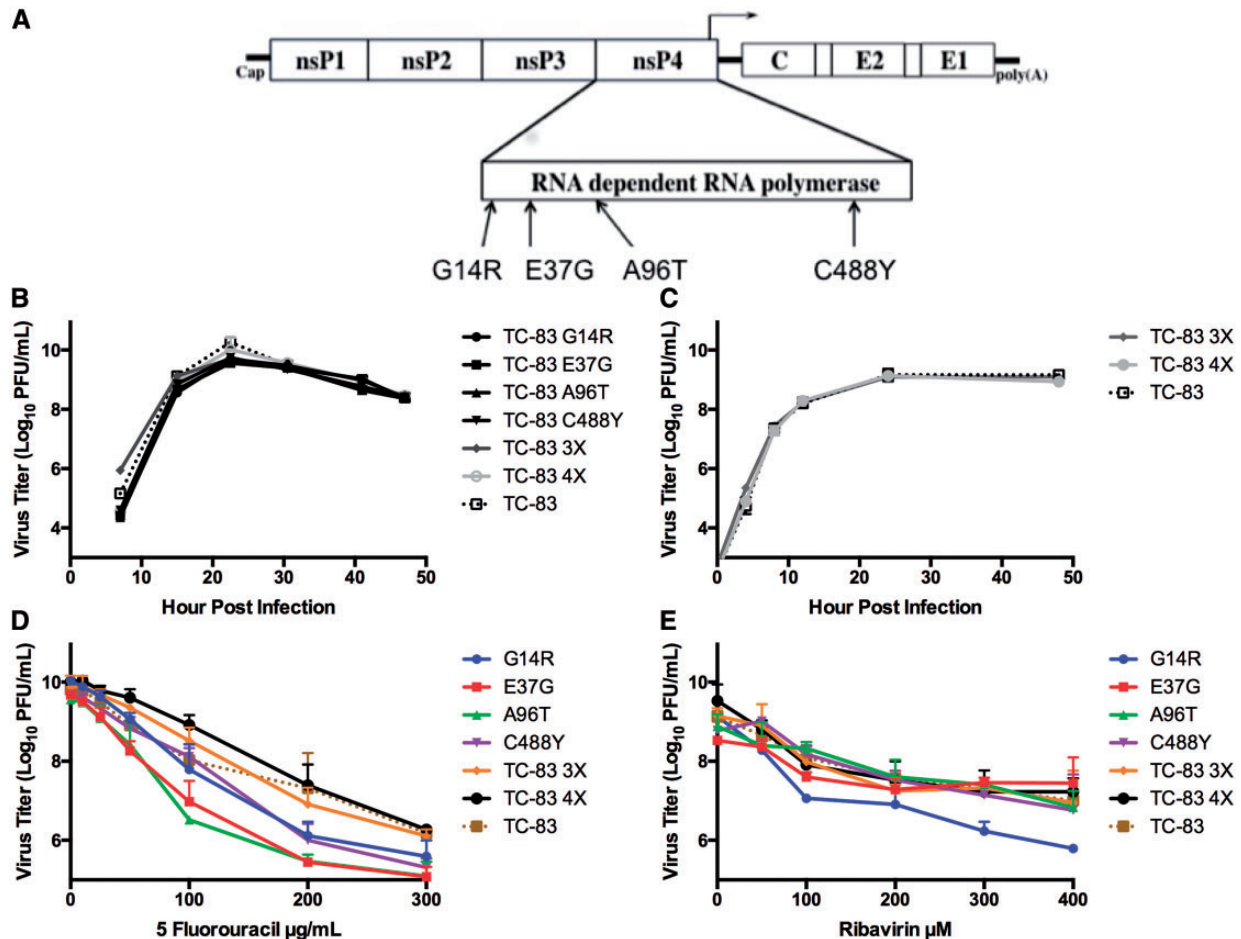 A
Cap
nsP1
nsP2
nsP3
nsP4
C
E2
E1
poly(A)
RNA dependent RNA polymerase
G14R
E37G
A96T
C488Y
B
Virus Titer (Log10 PFU/mL)
10
8
6
4
0
10
20
30
40
50
Hour Post Infection
TC-83 G14R
TC-83 E37G
TC-83 A96T
TC-83 C488Y
TC-83 3X
TC-83 4X
TC-83
C
Virus Titer (Log10 PFU/mL)
10
8
6
4
0
10
20
30
40
50
Hour Post Infection
TC-83 3X
TC-83 4X
TC-83
D
Virus Titer (Log10 PFU/mL)
10
8
6
0
100
200
300
5 Fluorouracil µg/mL
G14R
E37G
A96T
C488Y
TC-83 3X
TC-83 4X
TC-83
E
Virus Titer (Log10 PFU/mL)
10
8
6
0
100
200
300
400
Ribavirin µM
G14R
E37G
A96T
C488Y
TC-83 3X
TC-83 4X
TC-83